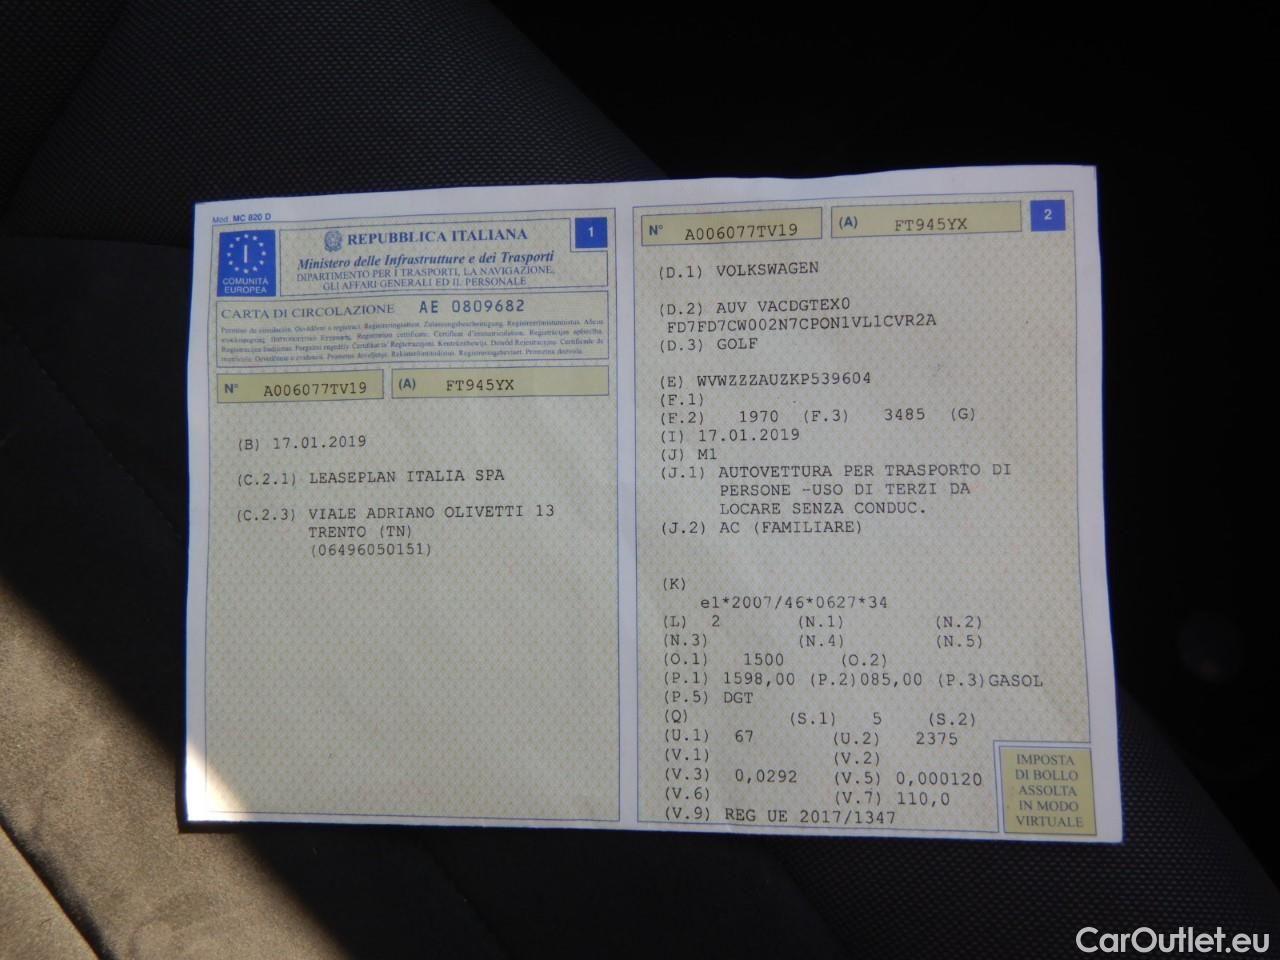 Mod. MC 820 D
I
COMUNITÀ
EUROPEA
REPUBBLICA ITALIANA
Ministero delle Infrastrutture e dei Trasporti
DIPARTIMENTO PER I TRASPORTI, LA NAVIGAZIONE,
GLI AFFARI GENERALI ED IL PERSONALE
1
CARTA DI CIRCOLAZIONE AE 0809682
N° A006077TV19 (A) FT945YX
(B) 17.01.2019
(C.2.1) LEASEPLAN ITALIA SPA
(C.2.3) VIALE ADRIANO OLIVETTI 13
TRENTO (TN)
(06496050151)
N° A006077TV19 (A) FT945YX 2
(D.1) VOLKSWAGEN
(D.2) AUV VACDGTEX0
FD7FD7CW002N7CPON1VL1CVR2A
(D.3) GOLF
(E) WVWZZZAUZKP539604
(F.1)
(F.2) 1970 (F.3) 3485 (G)
(I) 17.01.2019
(J) M1
(J.1) AUTOVETTURA PER TRASPORTO DI
PERSONE -USO DI TERZI DA
LOCARE SENZA CONDUC.
(J.2) AC (FAMILIARE)
(K)
e1*2007/46*0627*34
(L) 2 (N.1) (N.2)
(N.3) (N.4) (N.5)
(O.1) 1500 (O.2)
(P.1) 1598,00 (P.2)085,00 (P.3)GASOL
(P.5) DGT
(Q) (S.1) 5 (S.2)
(U.1) 67 (U.2) 2375
(V.1) (V.2)
(V.3) 0,0292 (V.5) 0,000120
(V.6) (V.7) 110,0
(V.9) REG UE 2017/1347
IMPOSTA
DI BOLLO
ASSOLTA
IN MODO
VIRTUALE
CarOutlet.eu